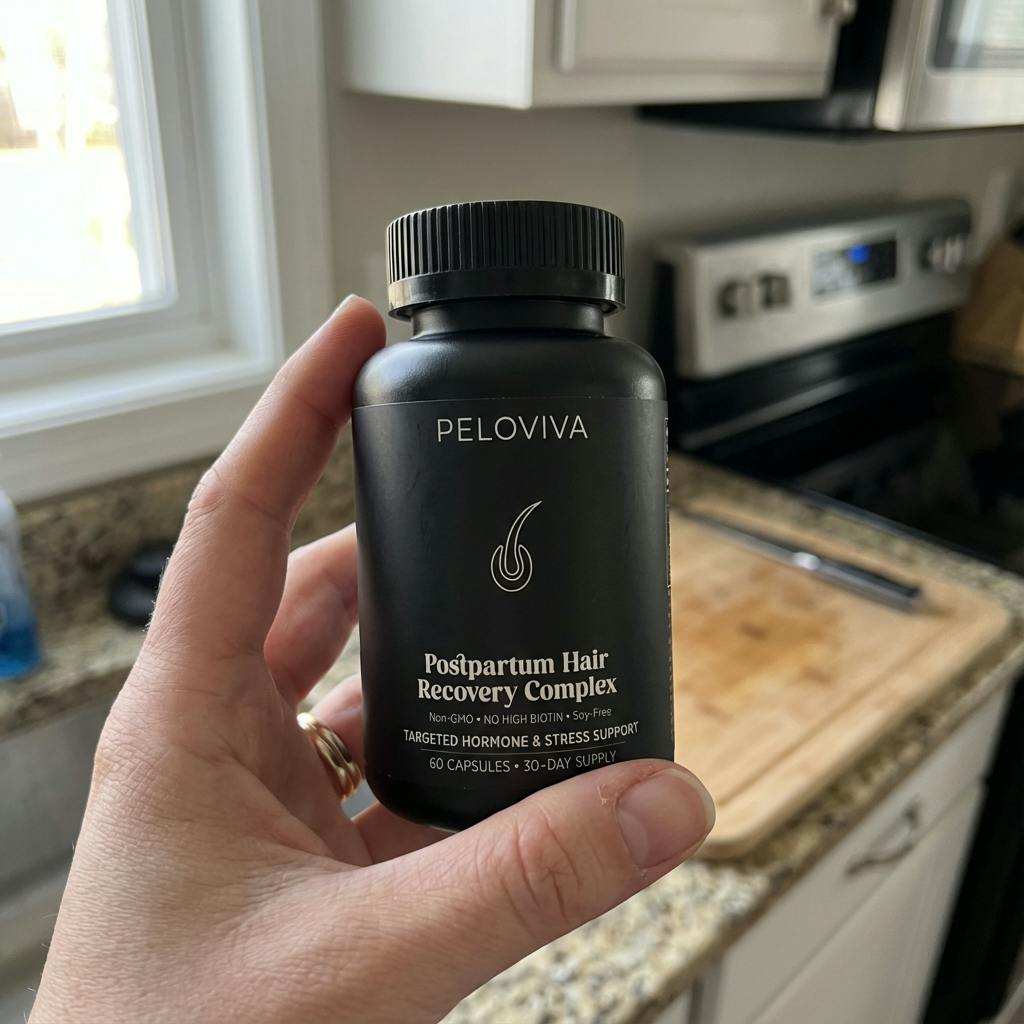 PELOVIVA
Postpartum Hair
Recovery Complex
Non-GMO • NO HIGH BIOTIN • Soy-Free
TARGETED HORMONE & STRESS SUPPORT
60 CAPSULES • 30-DAY SUPPLY